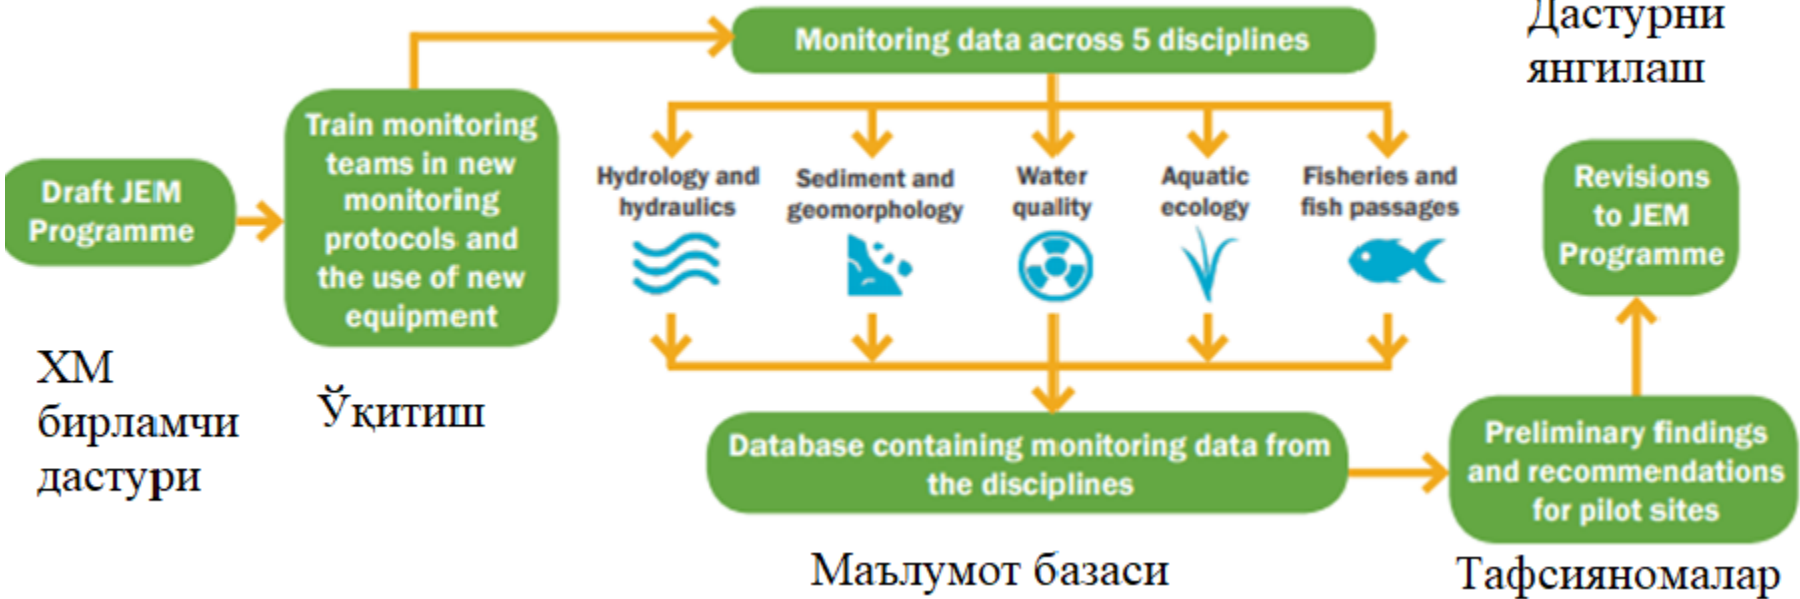 Draft JEM
Programme
ХМ
бирламчи
дастури
Train monitoring
teams in new
monitoring
protocols and
the use of new
equipment
Ўқитиш
Monitoring data across 5 disciplines
Hydrology and
hydraulics
Sediment and
geomorphology
Water
quality
Aquatic
ecology
Fisheries and
fish passages
Database containing monitoring data from
the disciplines
Маълумот базаси
Preliminary findings
and recommendations
for pilot sites
Тафсияномалар
Дастурни
янгилаш
Revisions
to JEM
Programme